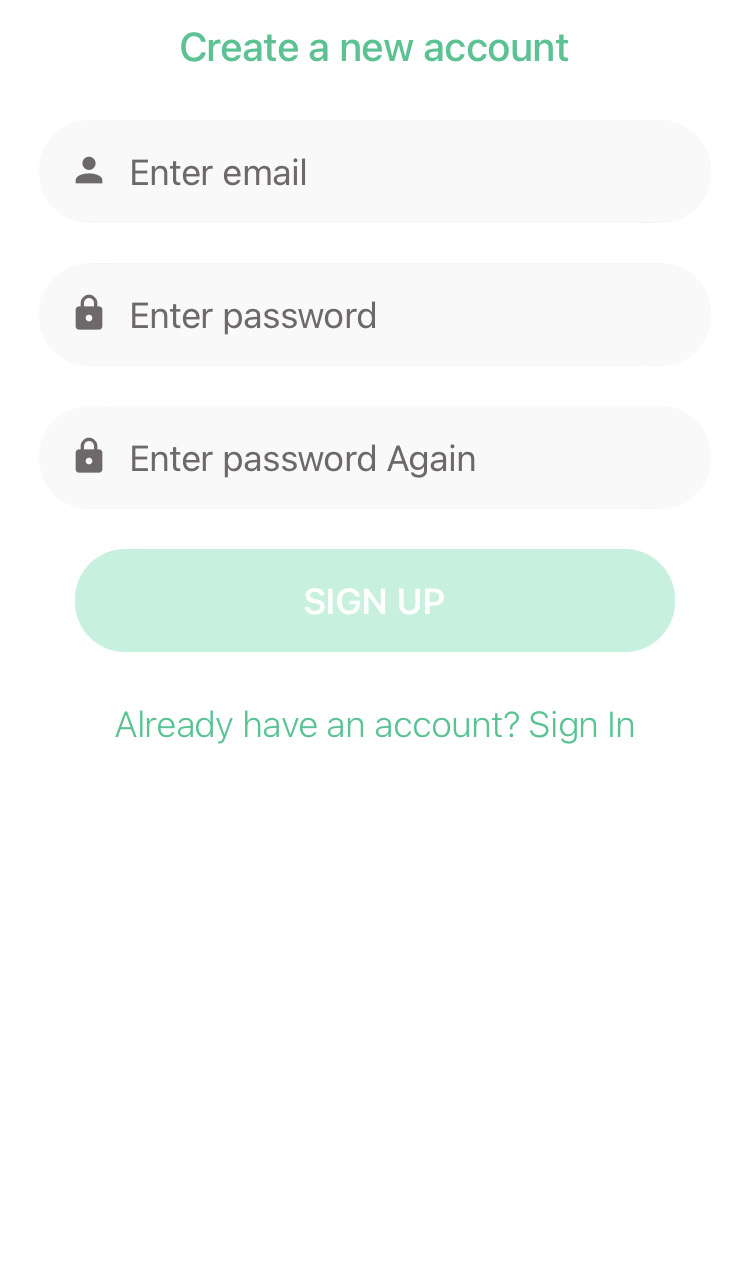 Create a new account
Enter email
Enter password
Enter password Again
SIGN UP
Already have an account? Sign In